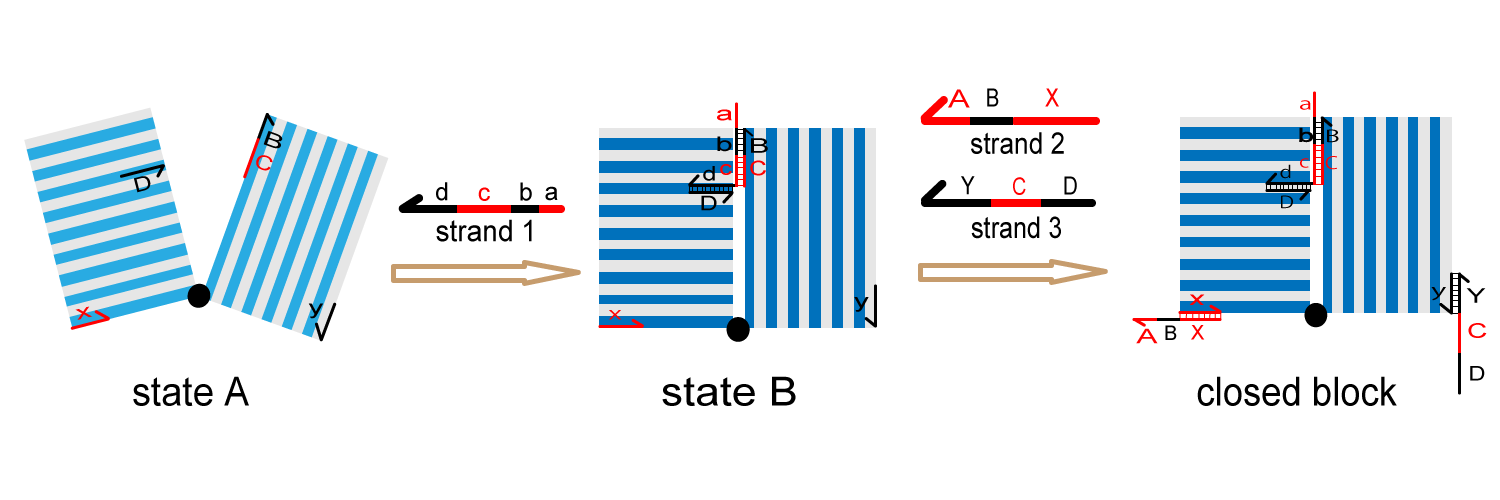 D
B
C
x
y
state A
d c b a
strand 1
a
b B
c C
d
D
x
y
state B
A B X
strand 2
Y C D
strand 3
a
b B
c C
d
D
x
A B X
y Y
C
D
closed block